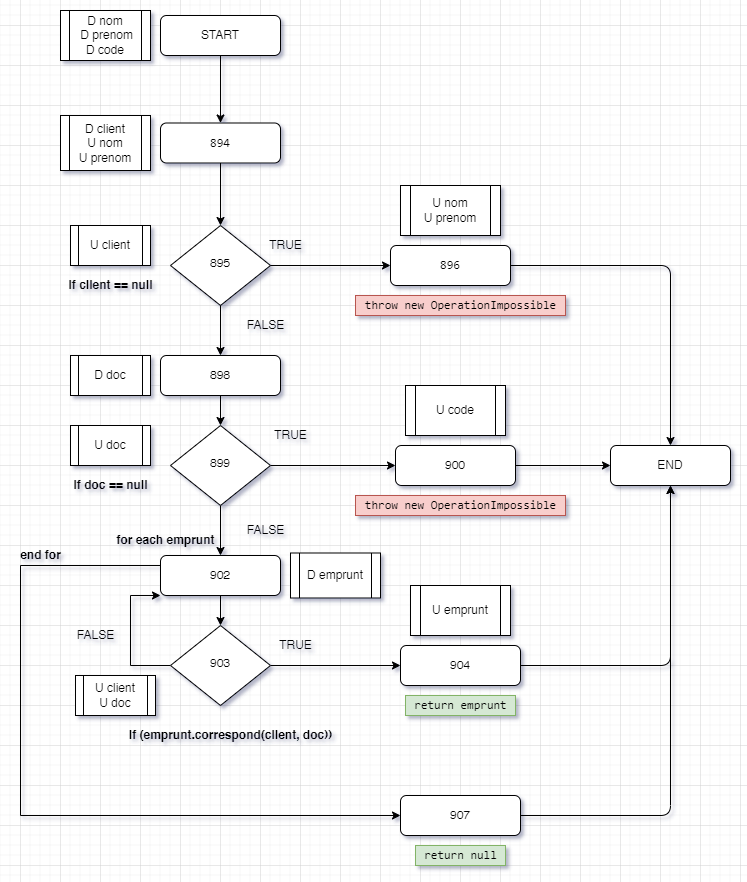 D nom
D prenom
D code
START
D client
U nom
U prenom
894
U nom
U prenom
U client
895
TRUE
896
If client == null
throw new OperationImpossible
FALSE
D doc
898
U code
U doc
899
TRUE
900
END
If doc == null
throw new OperationImpossible
FALSE
for each emprunt
end for
902
D emprunt
U emprunt
FALSE
903
TRUE
904
U client
U doc
return emprunt
If (emprunt.correspond(client, doc))
907
return null